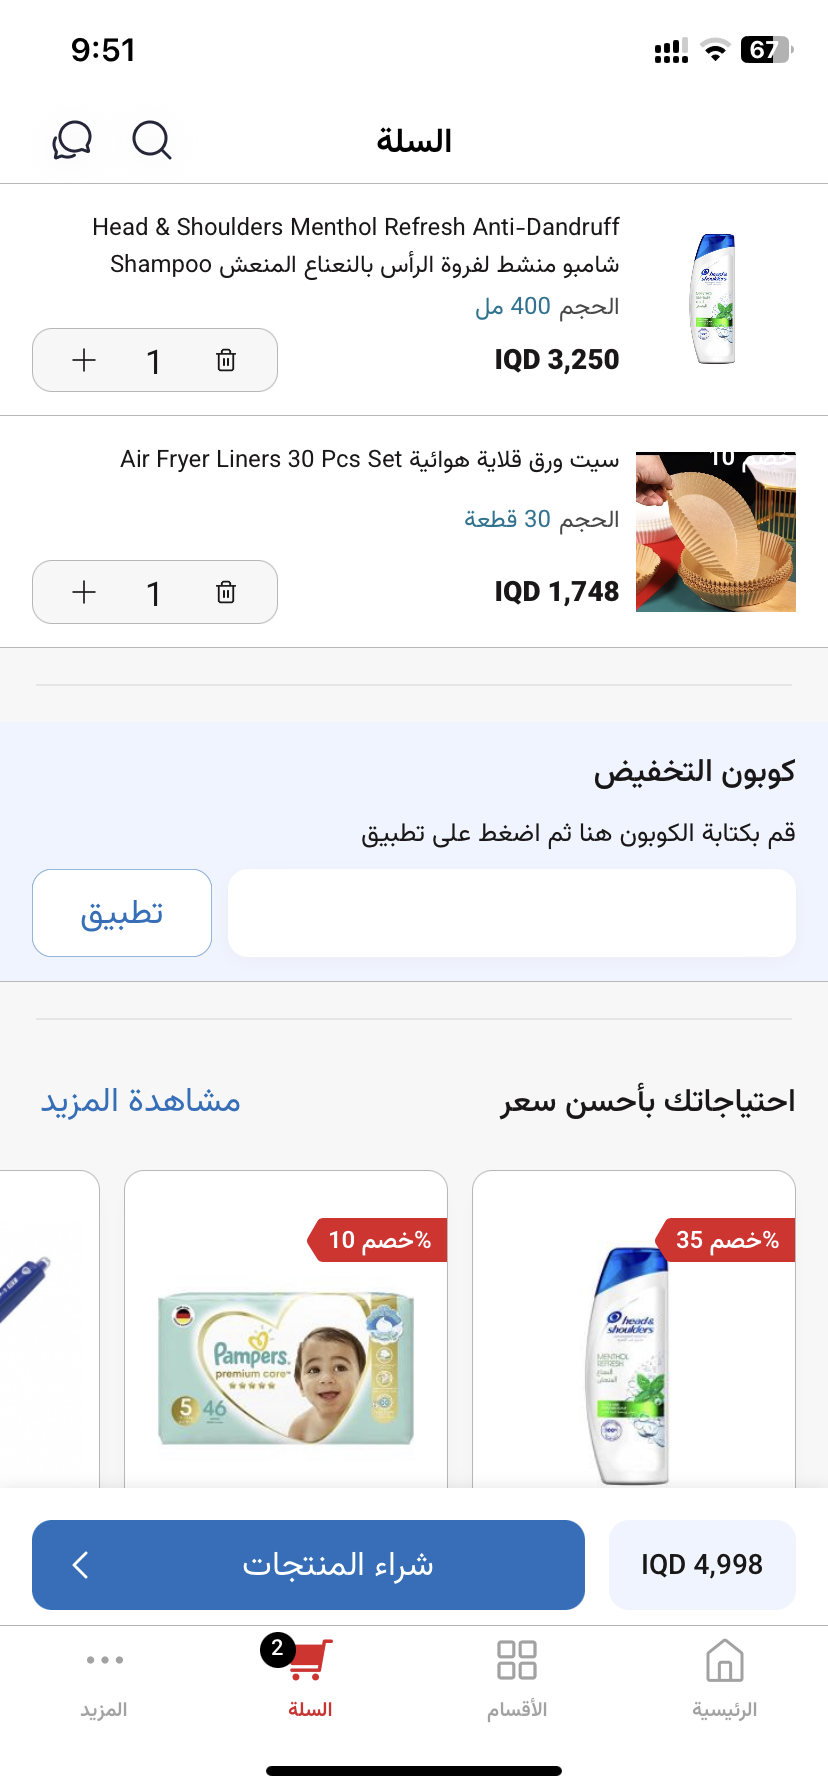 9:51
67
السلة
Head & Shoulders Menthol Refresh Anti-Dandruff
Shampoo شامبو منشط لفروة الرأس بالنعناع المنعش
الحجم 400 مل
IQD 3,250
1
سيت ورق قلاية هوائية Air Fryer Liners 30 Pcs Set
خصم 10
الحجم 30 قطعة
IQD 1,748
1
كوبون التخفيض
قم بكتابة الكوبون هنا ثم اضغط على تطبيق
تطبيق
احتياجاتك بأحسن سعر
مشاهدة المزيد
%خصم 35
head&
shoulders
MENTHOL
REFRESH
%خصم 10
Pampers.
premium care
5
46
IQD 4,998
شراء المنتجات
الرئيسية
الأقسام
2
السلة
المزيد